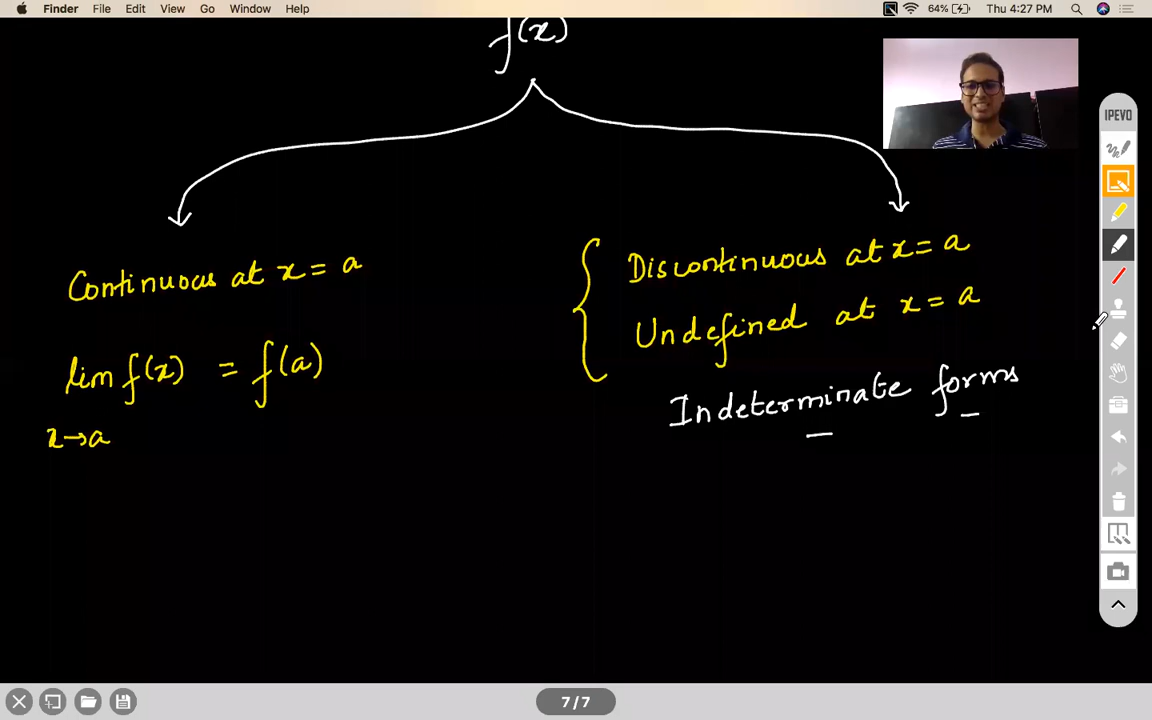 Finder File Edit View Go Window Help 64% Thu 4:27 PM
f(x)
IPEVO
Continuous at x = a
lim f(x) = f(a)
x→a
Discontinuous at x = a
Undefined at x = a
Indeterminate forms
7/7